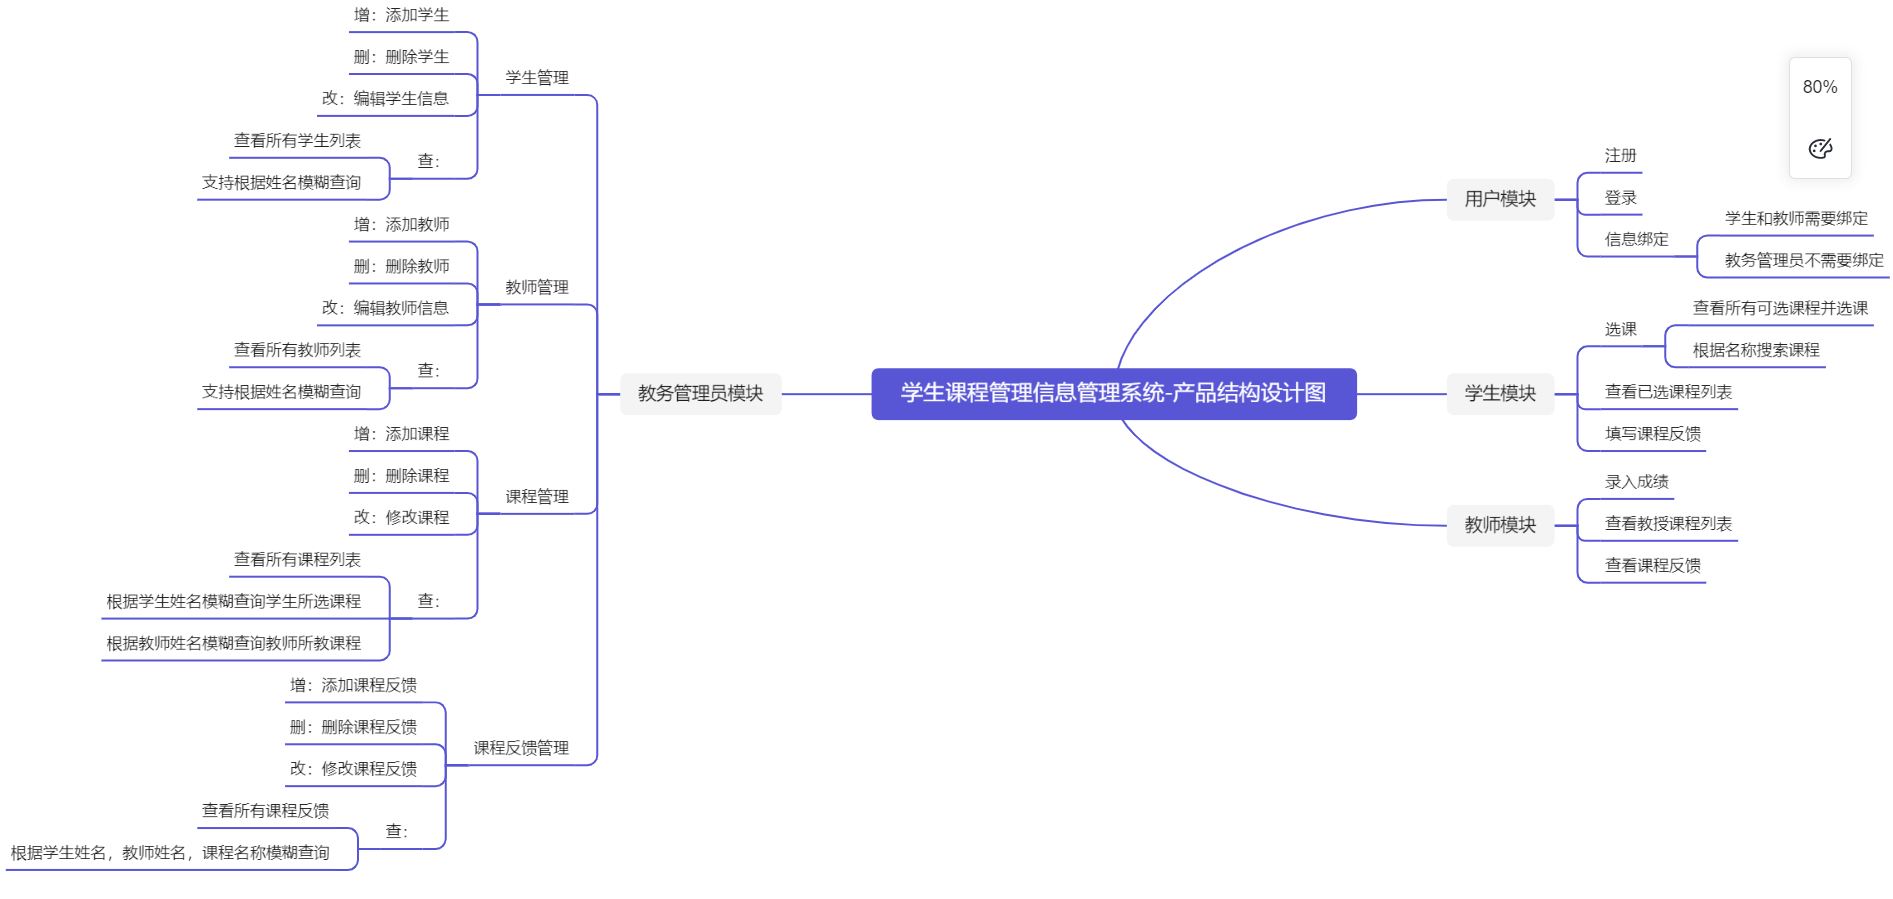 学生课程管理信息管理系统-产品结构设计图
用户模块
注册
登录
信息绑定
学生和教师需要绑定
教务管理员不需要绑定
学生模块
选课
查看所有可选课程并选课
根据名称搜索课程
查看已选课程列表
填写课程反馈
教师模块
录入成绩
查看教授课程列表
查看课程反馈
教务管理员模块
学生管理
增：添加学生
删：删除学生
改：编辑学生信息
查：
查看所有学生列表
支持根据姓名模糊查询
教师管理
增：添加教师
删：删除教师
改：编辑教师信息
查：
查看所有教师列表
支持根据姓名模糊查询
课程管理
增：添加课程
删：删除课程
改：修改课程
查：
查看所有课程列表
根据学生姓名模糊查询学生所选课程
根据教师姓名模糊查询教师所教课程
课程反馈管理
增：添加课程反馈
删：删除课程反馈
改：修改课程反馈
查：
查看所有课程反馈
根据学生姓名，教师姓名，课程名称模糊查询
80%